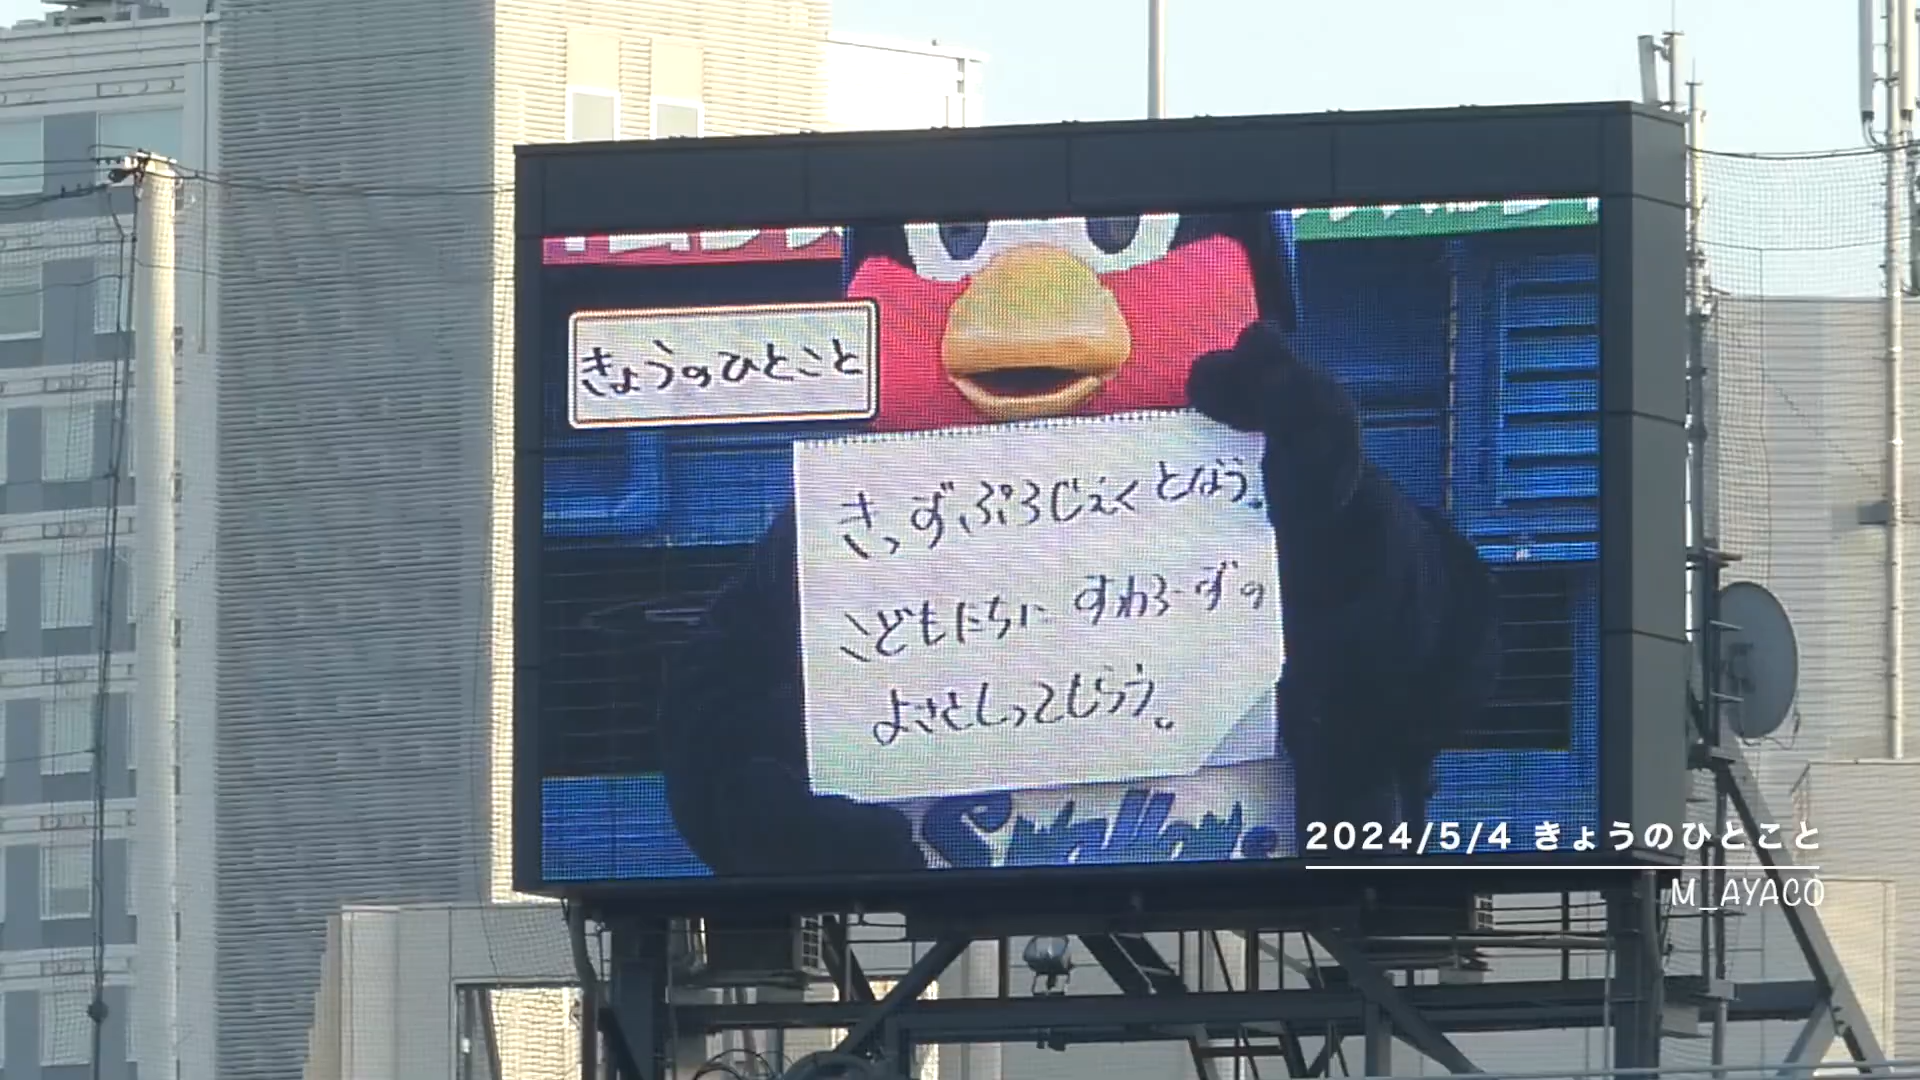 きょうのひとこと
きっずぷろじぇくとなう。
こどもたちに すわろーずの
よさをしってもらう。
Swallows
2024/5/4 きょうのひとこと
M_AYACO